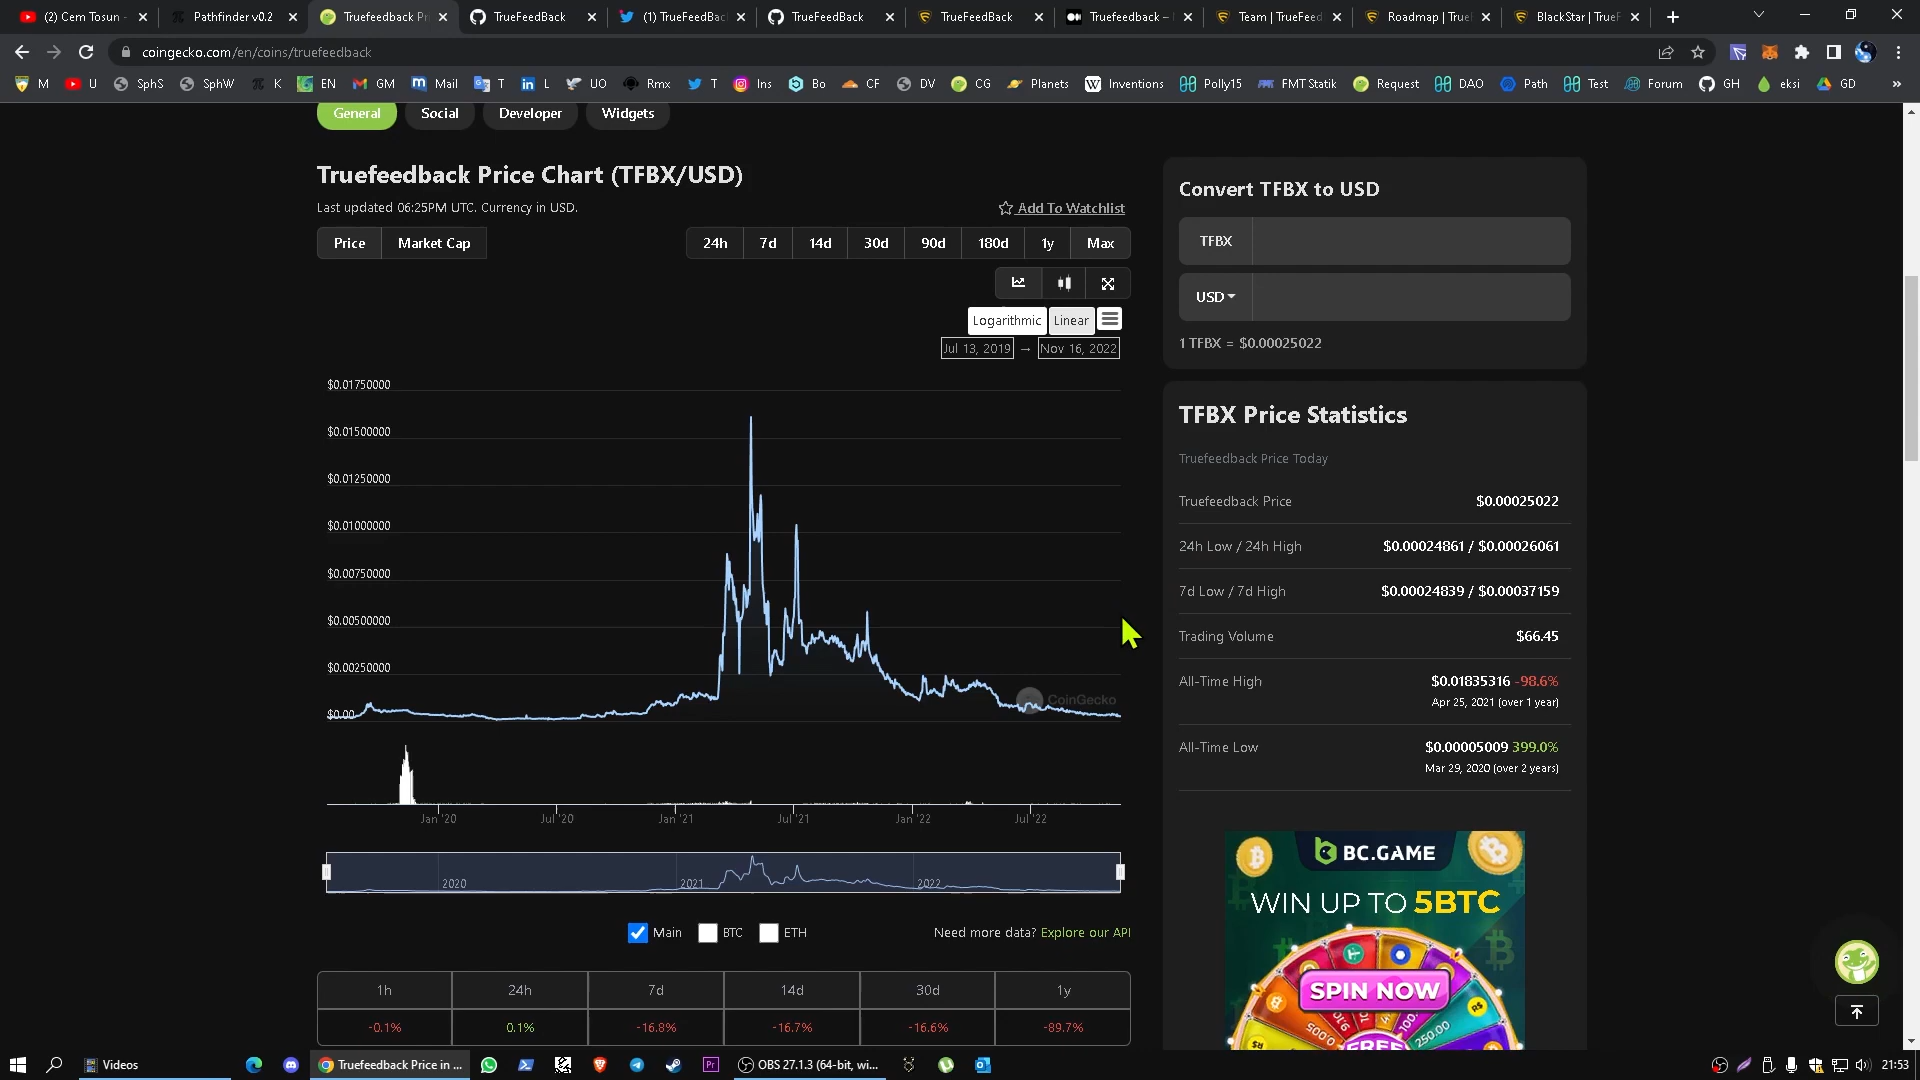 (2) Cem Tosun -
Pathfinder v0.2
Truefeedback Pri
TrueFeedBack
(1) TrueFeedBac
TrueFeedBack
TrueFeedBack
Truefeedback –
Team | TrueFeed
Roadmap | True
BlackStar | TrueF
coingecko.com/en/coins/truefeedback
M
U
SphS
SphW
K
EN
GM
Mail
T
L
UO
Rmx
T
Ins
Bo
CF
DV
CG
Planets
Inventions
Polly15
FMT Statik
Request
DAO
Path
Test
Forum
GH
eksi
GD
»
General
Social
Developer
Widgets
Truefeedback Price Chart (TFBX/USD)
Last updated 06:25PM UTC. Currency in USD.
Add To Watchlist
Price
Market Cap
24h
7d
14d
30d
90d
180d
1y
Max
Logarithmic
Linear
Jul 13, 2019 → Nov 16, 2022
$0.01750000
$0.01500000
$0.01250000
$0.01000000
$0.00750000
$0.00500000
$0.00250000
$0.00
CoinGecko
Jan '20
Jul '20
Jan '21
Jul '21
Jan '22
Jul '22
2020
2021
2022
Main
BTC
ETH
Need more data? Explore our API
1h
24h
7d
14d
30d
1y
-0.1%
0.1%
-16.8%
-16.7%
-16.6%
-89.7%
Convert TFBX to USD
TFBX
USD
1 TFBX = $0.00025022
TFBX Price Statistics
Truefeedback Price Today
Truefeedback Price
$0.00025022
24h Low / 24h High
$0.00024861 / $0.00026061
7d Low / 7d High
$0.00024839 / $0.00037159
Trading Volume
$66.45
All-Time High
$0.01835316 -98.6%
Apr 25, 2021 (over 1 year)
All-Time Low
$0.00005009 399.0%
Mar 29, 2020 (over 2 years)
BC.GAME
WIN UP TO 5BTC
SPIN NOW
250.00
FREE
Videos
Truefeedback Price in ...
OBS 27.1.3 (64-bit, wi...
21:53